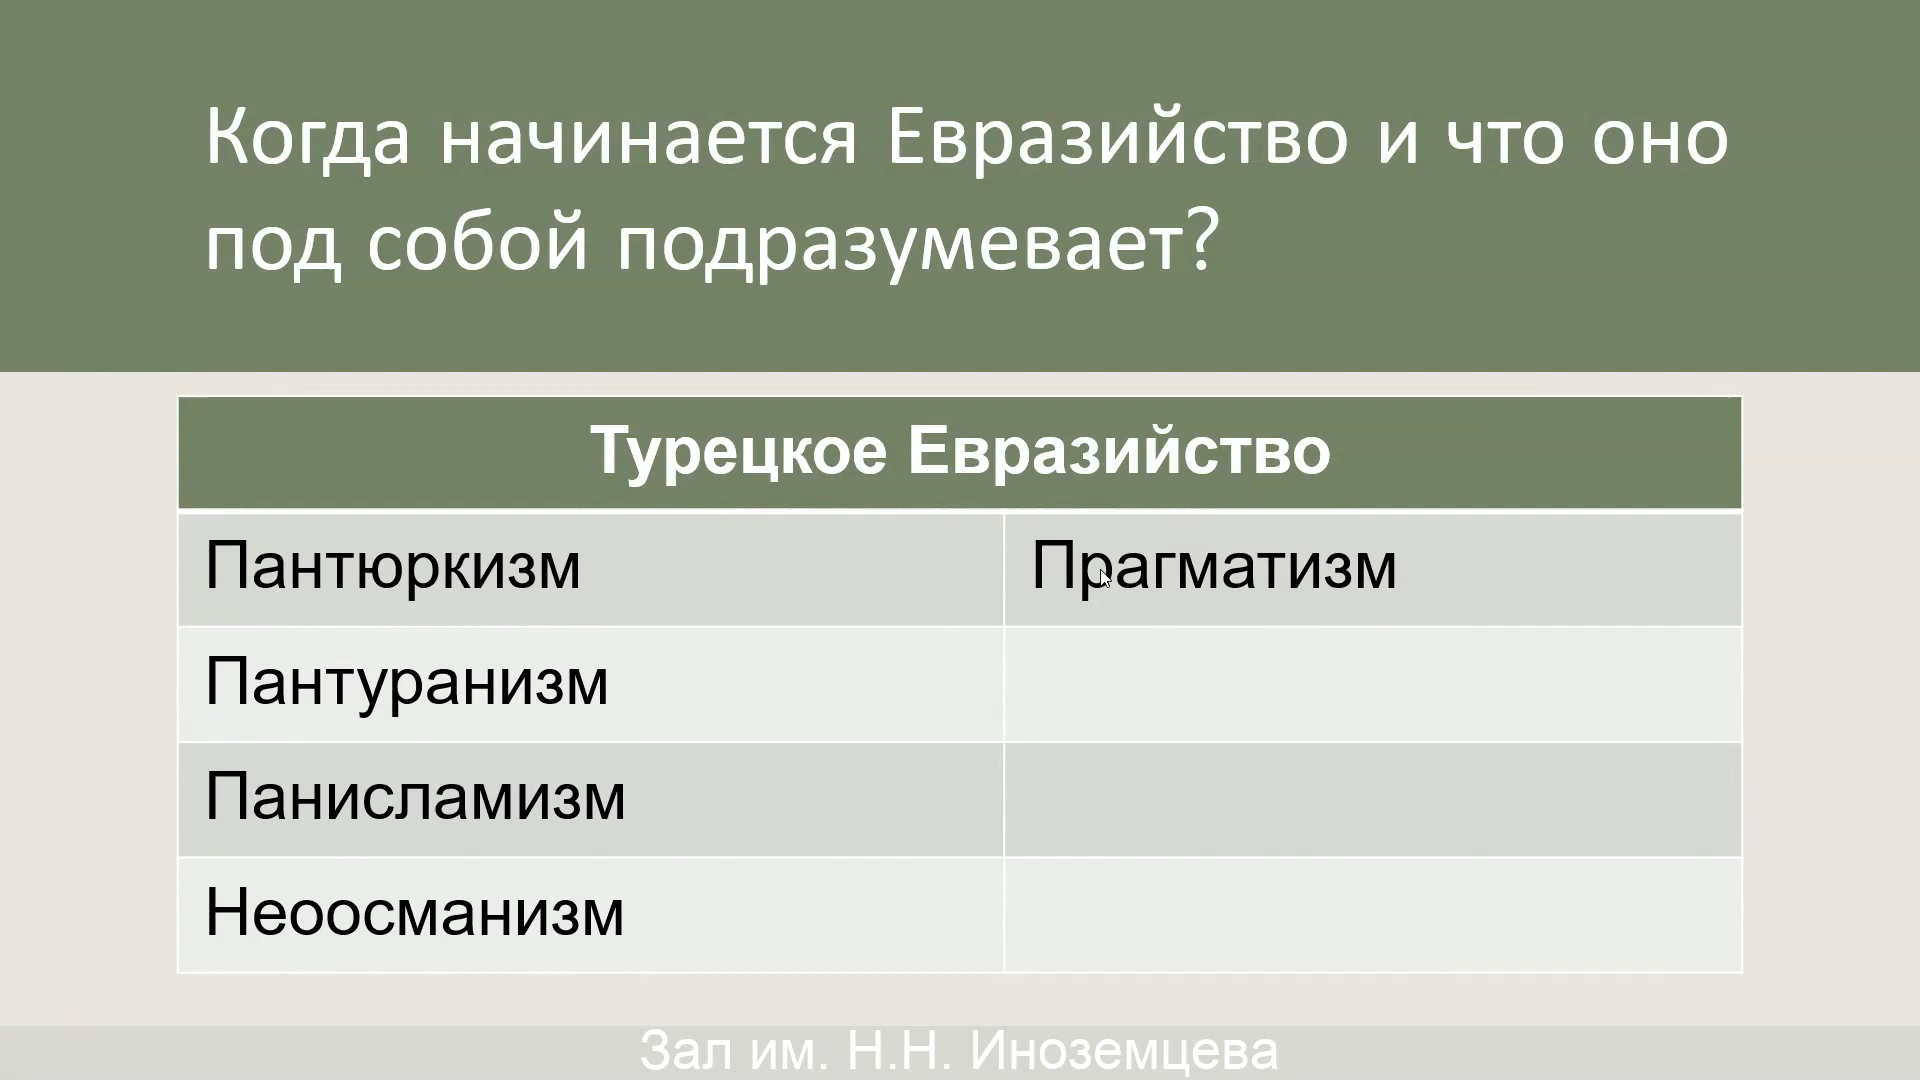 Когда начинается Евразийство и что оно
под собой подразумевает?
Турецкое Евразийство
Пантюркизм
Прагматизм
Пантуранизм
Панисламизм
Неоосманизм
Зал им. Н.Н. Иноземцева